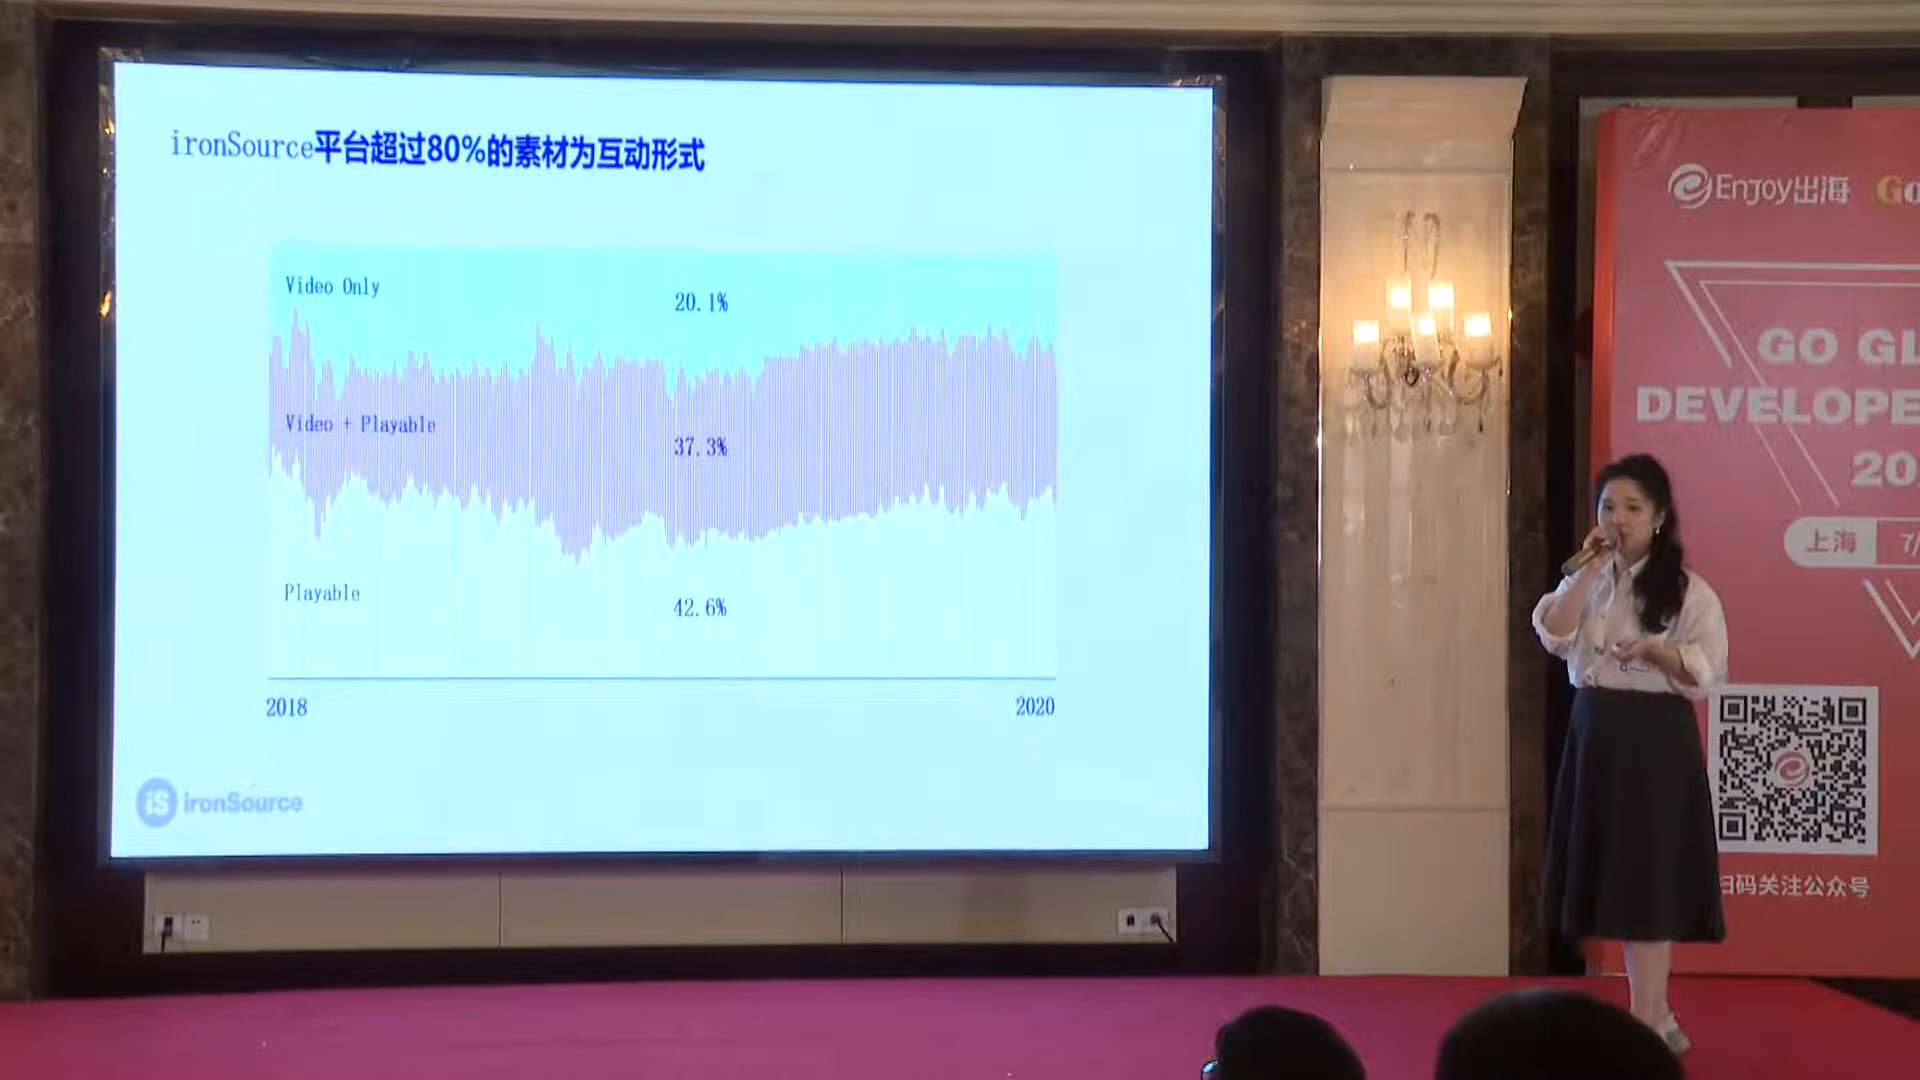 ironSource平台超过80%的素材为互动形式
Video Only
20.1%
Video + Playable
37.3%
Playable
42.6%
2018
2020
iS ironSource
Enjoy出海
GO
DEVELOPE
上海
扫码关注公众号